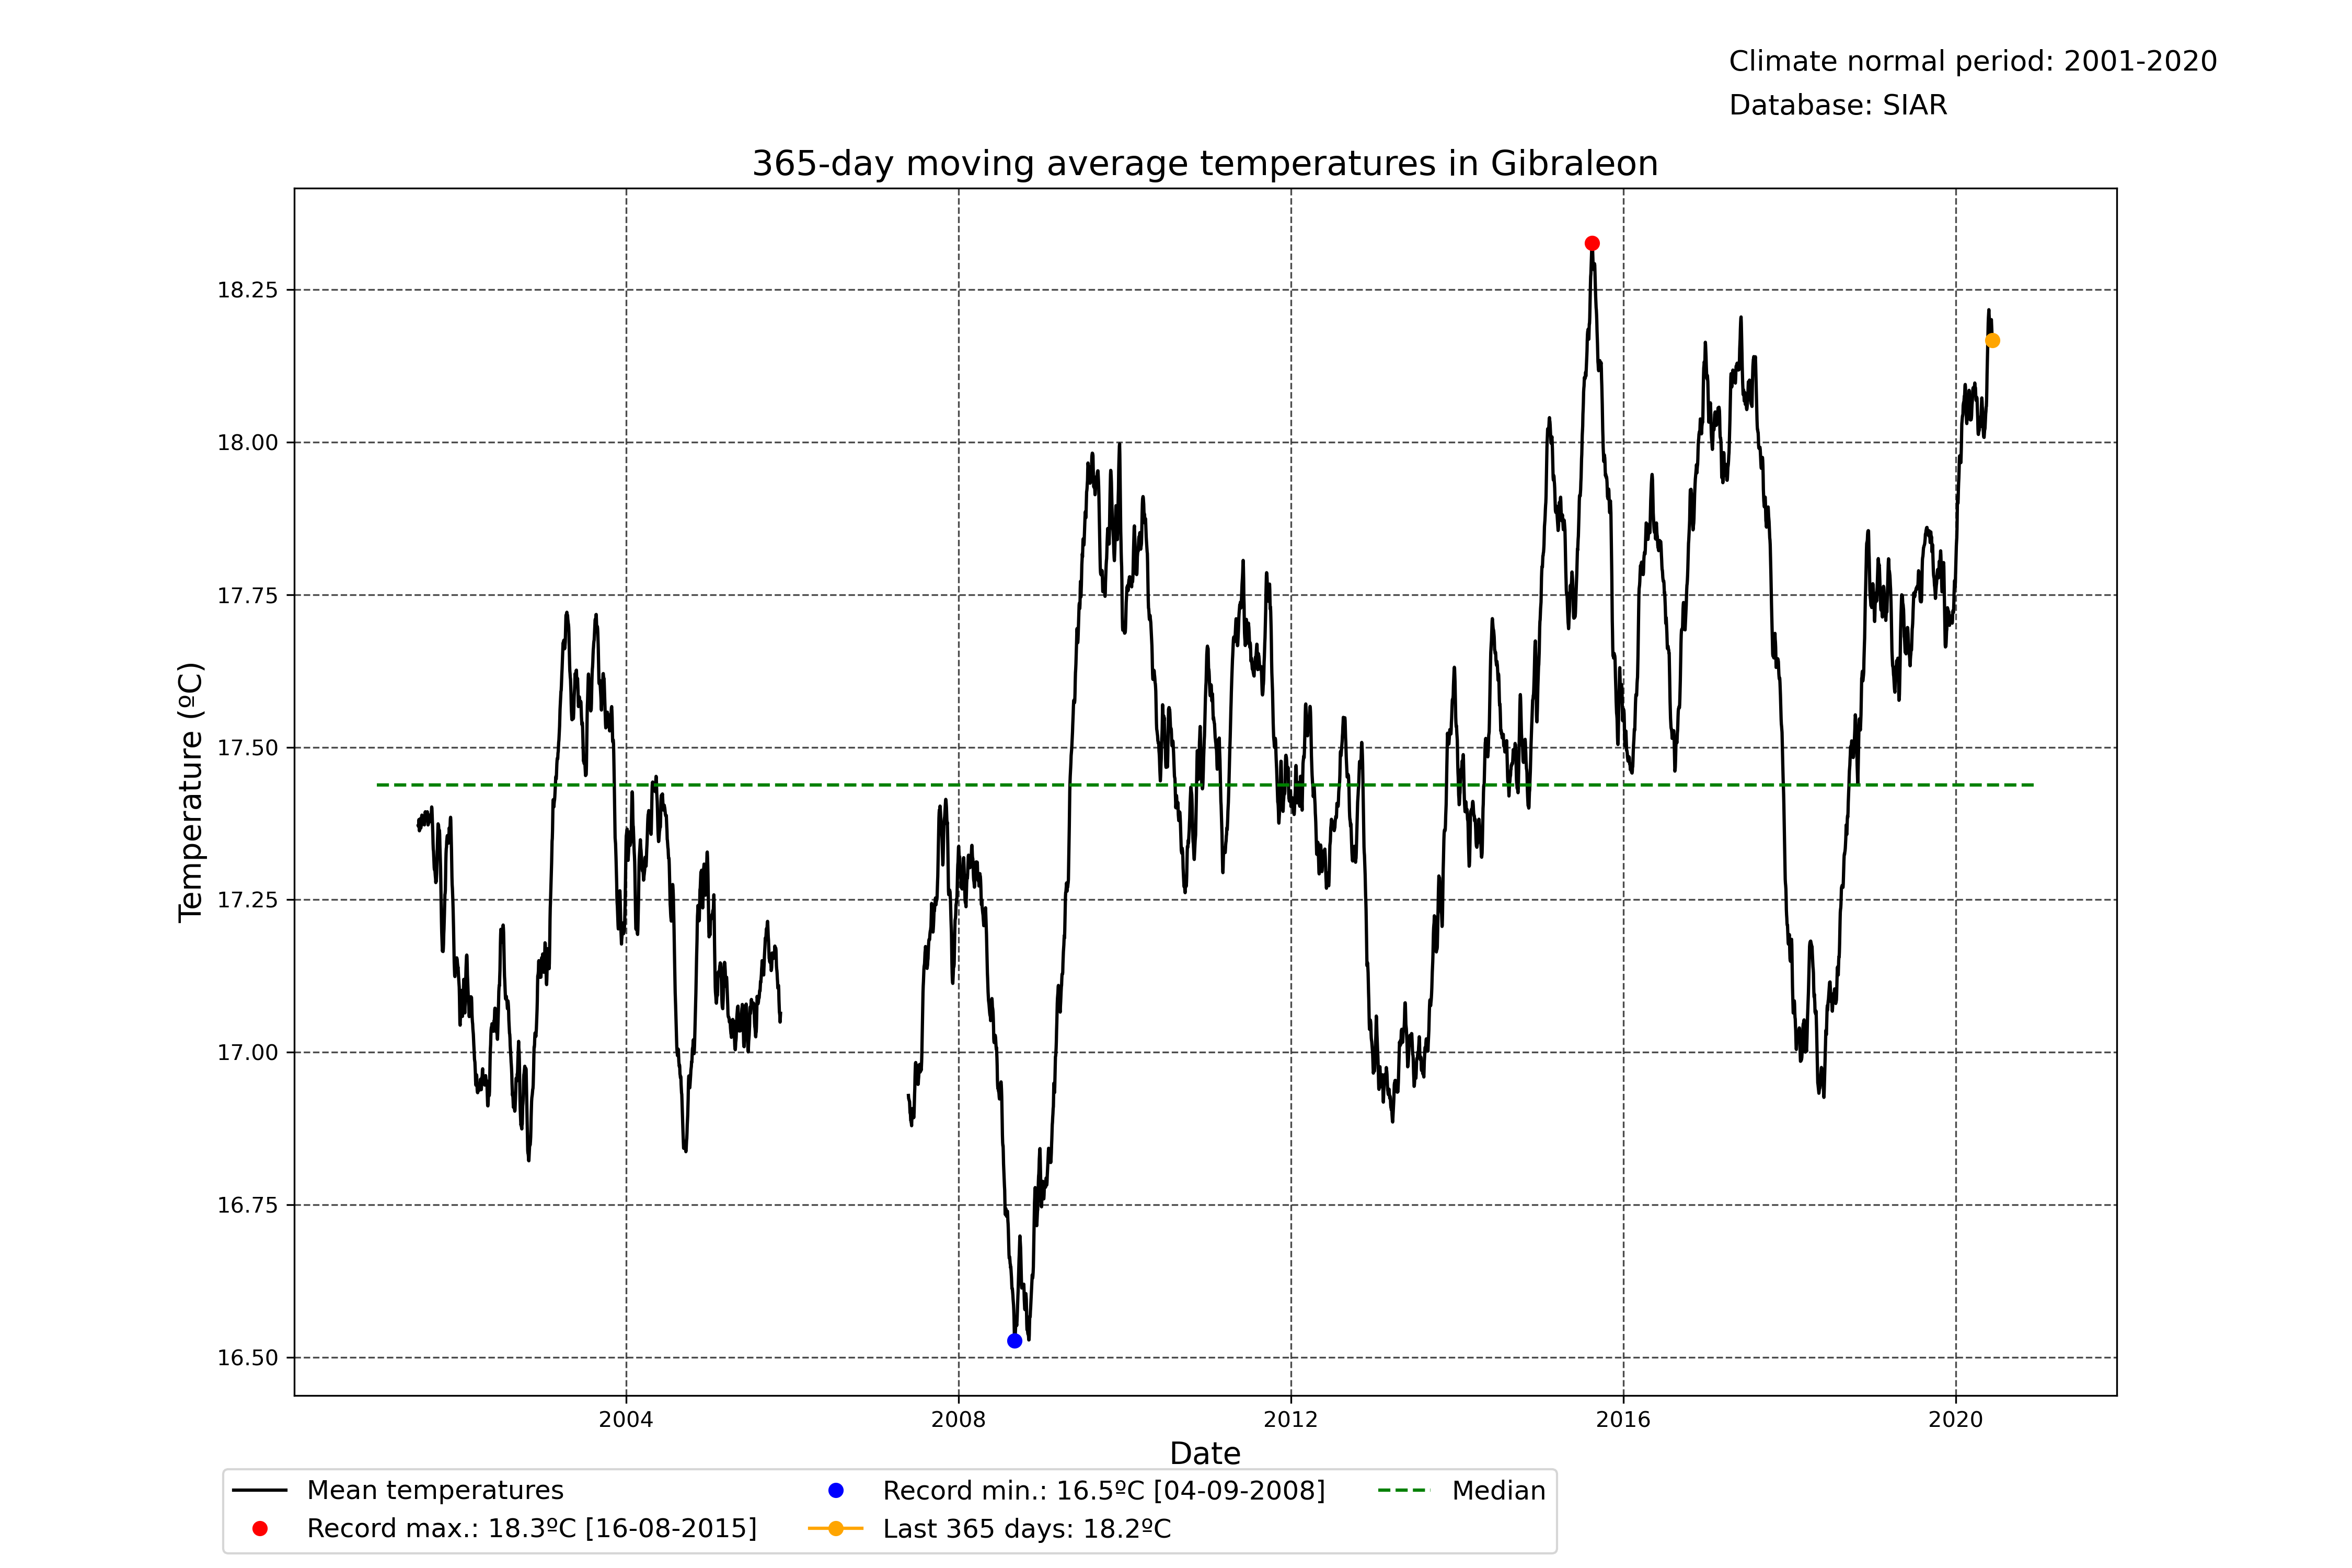 Climate normal period: 2001-2020
Database: SIAR
365-day moving average temperatures in Gibraleon
Temperature (ºC)
18.25
18.00
17.75
17.50
17.25
17.00
16.75
16.50
2004
2008
2012
2016
2020
Date
Mean temperatures
Record max.: 18.3ºC [16-08-2015]
Record min.: 16.5ºC [04-09-2008]
Last 365 days: 18.2ºC
Median